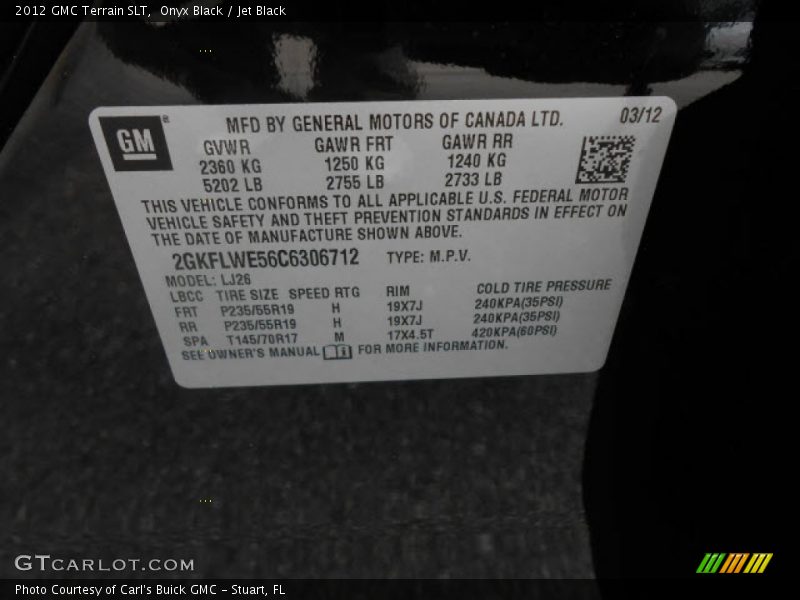 2012 GMC Terrain SLT, Onyx Black / Jet Black
GM®
MFD BY GENERAL MOTORS OF CANADA LTD. 03/12
GVWR GAWR FRT GAWR RR
2360 KG 1250 KG 1240 KG
5202 LB 2755 LB 2733 LB
THIS VEHICLE CONFORMS TO ALL APPLICABLE U.S. FEDERAL MOTOR
VEHICLE SAFETY AND THEFT PREVENTION STANDARDS IN EFFECT ON
THE DATE OF MANUFACTURE SHOWN ABOVE.
2GKFLWE56C6306712 TYPE: M.P.V.
MODEL: LJ26
LBCC TIRE SIZE SPEED RTG RIM COLD TIRE PRESSURE
FRT P235/55R19 H 19X7J 240KPA(35PSI)
RR P235/55R19 H 19X7J 240KPA(35PSI)
SPA T145/70R17 M 17X4.5T 420KPA(60PSI)
SEE OWNER'S MANUAL FOR MORE INFORMATION.
GTCARLOT.COM
Photo Courtesy of Carl's Buick GMC - Stuart, FL